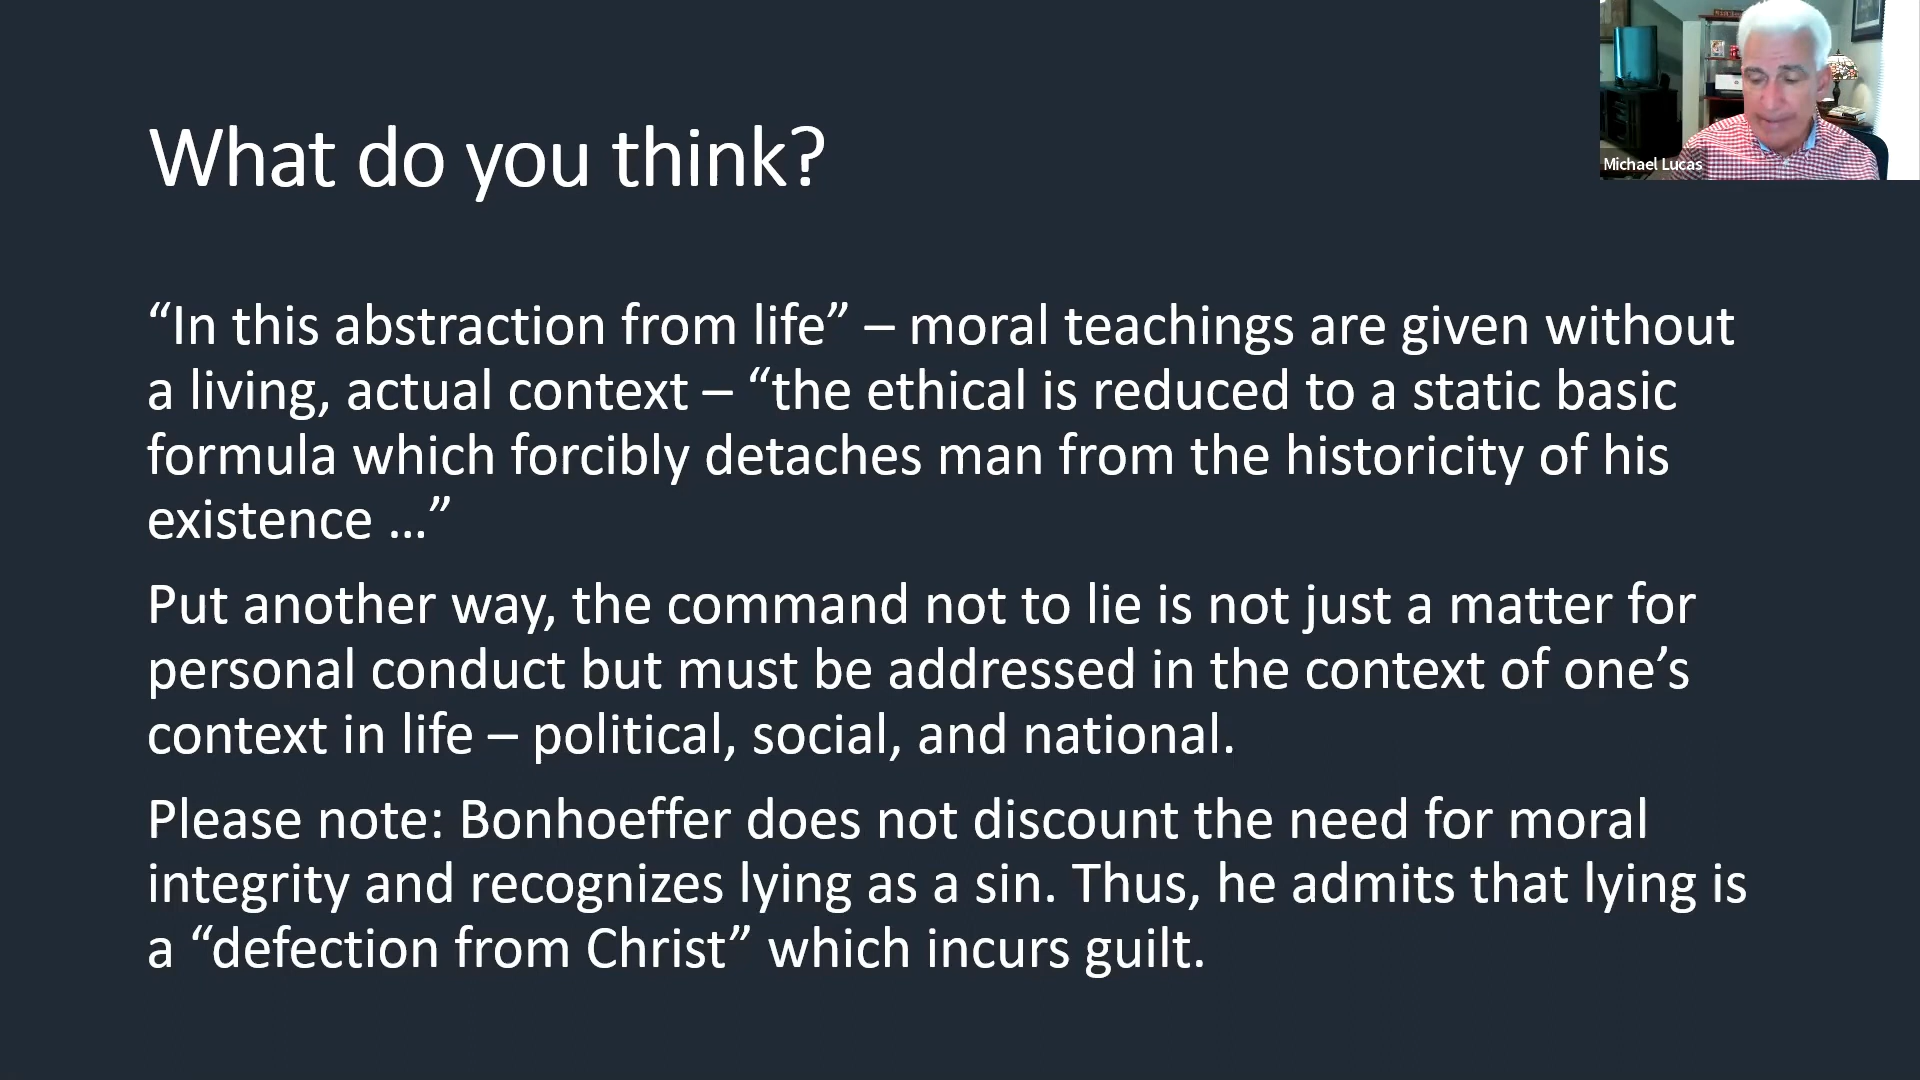 What do you think?
Michael Lucas
“In this abstraction from life” – moral teachings are given without
a living, actual context – “the ethical is reduced to a static basic
formula which forcibly detaches man from the historicity of his
existence …”
Put another way, the command not to lie is not just a matter for
personal conduct but must be addressed in the context of one’s
context in life – political, social, and national.
Please note: Bonhoeffer does not discount the need for moral
integrity and recognizes lying as a sin. Thus, he admits that lying is
a “defection from Christ” which incurs guilt.